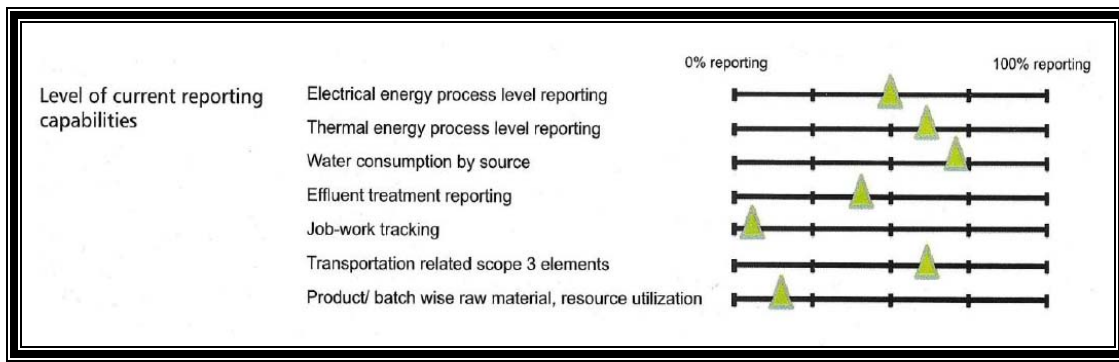 0% reporting 100% reporting
Level of current reporting
capabilities
Electrical energy process level reporting
Thermal energy process level reporting
Water consumption by source
Effluent treatment reporting
Job-work tracking
Transportation related scope 3 elements
Product/ batch wise raw material, resource utilization